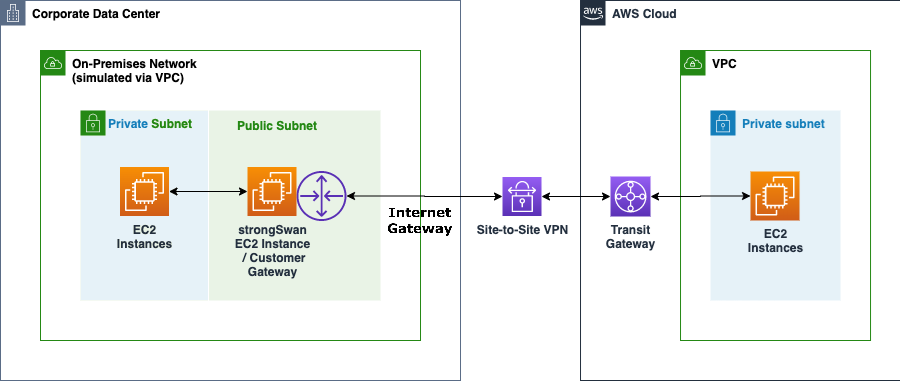 Corporate Data Center
aws
AWS Cloud
On-Premises Network
(simulated via VPC)
VPC
Private Subnet
Public Subnet
Private subnet
EC2
Instances
strongSwan
EC2 Instance
/ Customer
Gateway
Internet
Gateway
Site-to-Site VPN
Transit
Gateway
EC2
Instances